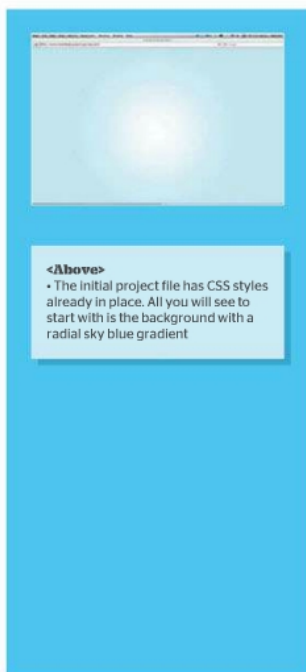 <Above>
• The initial project file has CSS styles
already in place. All you will see to
start with is the background with a
radial sky blue gradient